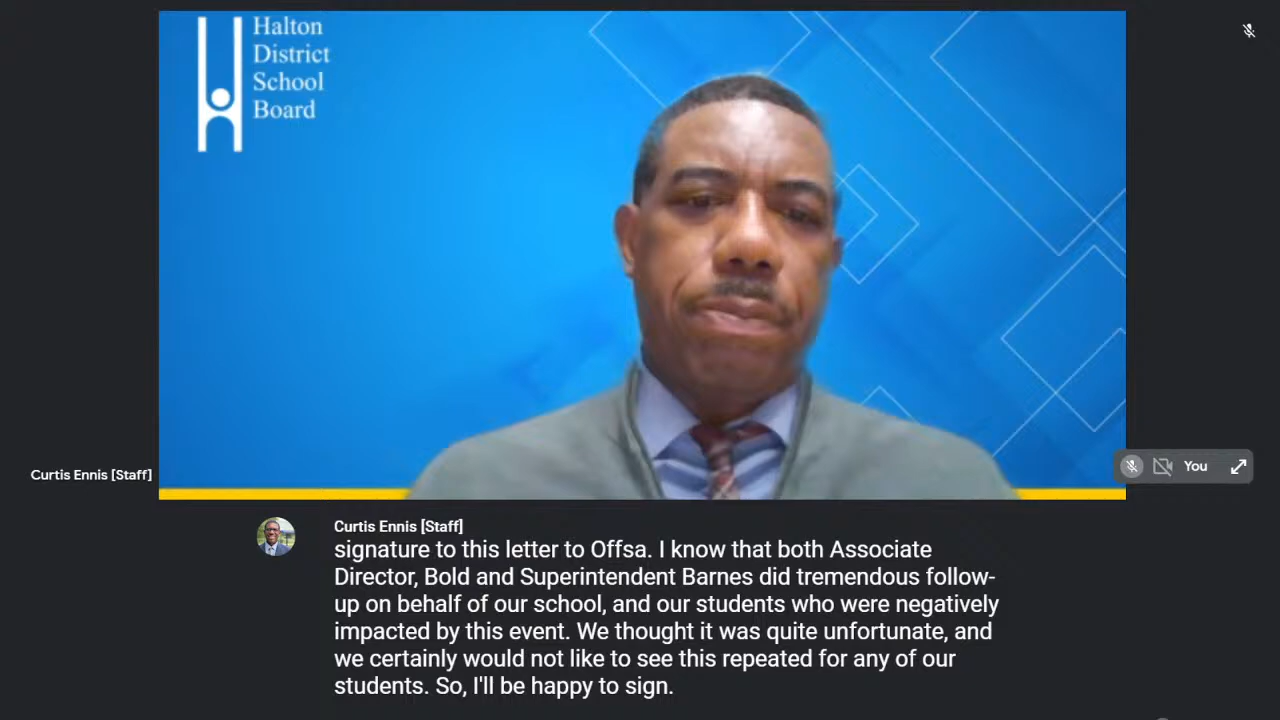 Halton
District
School
Board
Curtis Ennis [Staff]
You
Curtis Ennis [Staff]
signature to this letter to Offsa. I know that both Associate
Director, Bold and Superintendent Barnes did tremendous follow-
up on behalf of our school, and our students who were negatively
impacted by this event. We thought it was quite unfortunate, and
we certainly would not like to see this repeated for any of our
students. So, I'll be happy to sign.